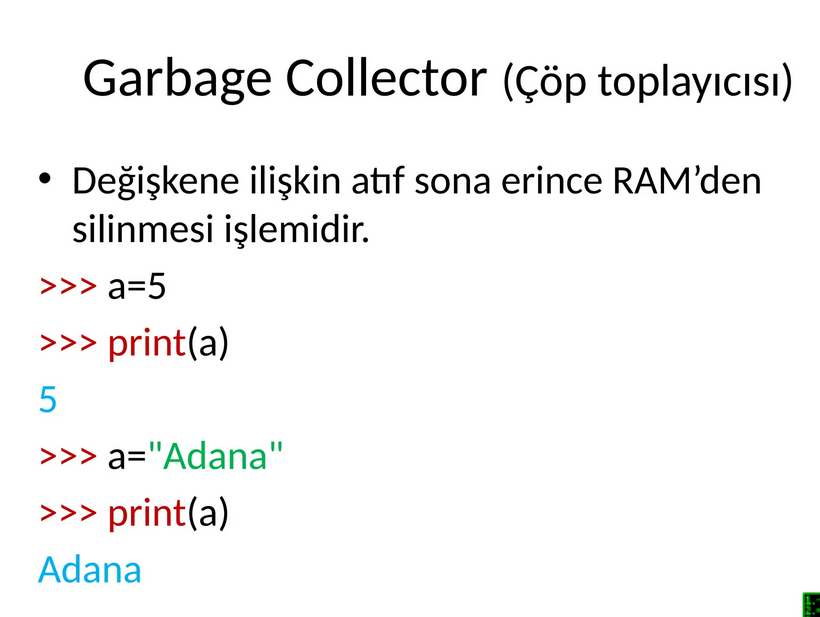 Garbage Collector (Çöp toplayıcısı)
• Değişkene ilişkin atıf sona erince RAM’den
silinmesi işlemidir.
>>> a=5
>>> print(a)
5
>>> a="Adana"
>>> print(a)
Adana